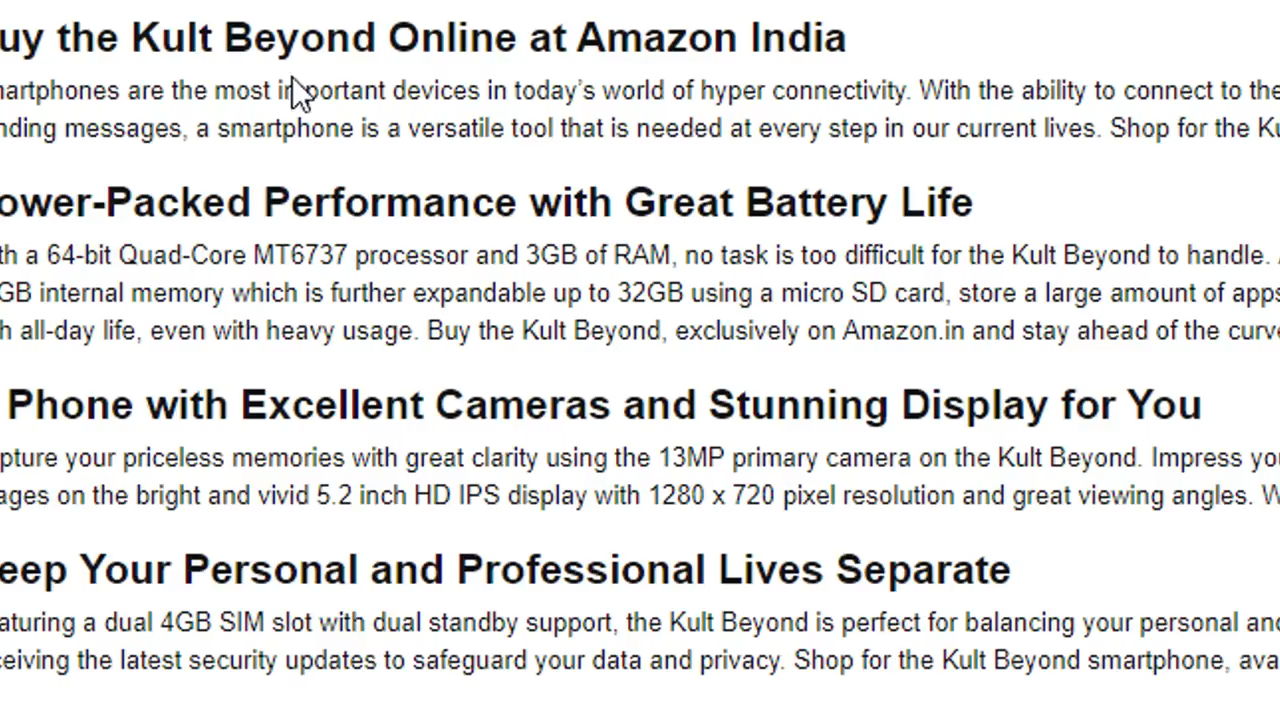 uy the Kult Beyond Online at Amazon India
artphones are the most important devices in today's world of hyper connectivity. With the ability to connect to the
nding messages, a smartphone is a versatile tool that is needed at every step in our current lives. Shop for the Ku
ower-Packed Performance with Great Battery Life
th a 64-bit Quad-Core MT6737 processor and 3GB of RAM, no task is too difficult for the Kult Beyond to handle.
GB internal memory which is further expandable up to 32GB using a micro SD card, store a large amount of apps
h all-day life, even with heavy usage. Buy the Kult Beyond, exclusively on Amazon.in and stay ahead of the curve
Phone with Excellent Cameras and Stunning Display for You
pture your priceless memories with great clarity using the 13MP primary camera on the Kult Beyond. Impress you
ages on the bright and vivid 5.2 inch HD IPS display with 1280 x 720 pixel resolution and great viewing angles. W
eep Your Personal and Professional Lives Separate
aturing a dual 4GB SIM slot with dual standby support, the Kult Beyond is perfect for balancing your personal and
ceiving the latest security updates to safeguard your data and privacy. Shop for the Kult Beyond smartphone, ava